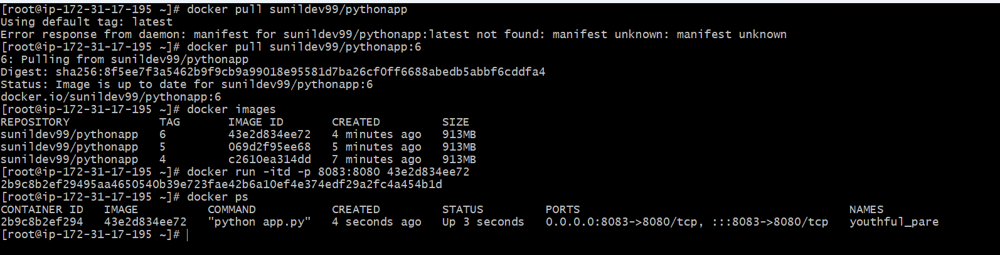 [root@ip-172-31-17-195 ~]# docker pull sunildev99/pythonapp
Using default tag: latest
Error response from daemon: manifest for sunildev99/pythonapp:latest not found: manifest unknown: manifest unknown
[root@ip-172-31-17-195 ~]# docker pull sunildev99/pythonapp:6
6: Pulling from sunildev99/pythonapp
Digest: sha256:8f5ee7f3a5462b9f9cb9a99018e95581d7ba26cf0ff6688abedb5abbf6cddfa4
Status: Image is up to date for sunildev99/pythonapp:6
docker.io/sunildev99/pythonapp:6
[root@ip-172-31-17-195 ~]# docker images
REPOSITORY             TAG       IMAGE ID       CREATED         SIZE
sunildev99/pythonapp   6         43e2d834ee72   4 minutes ago   913MB
sunildev99/pythonapp   5         069d2f95ee68   5 minutes ago   913MB
sunildev99/pythonapp   4         c2610ea314dd   7 minutes ago   913MB
[root@ip-172-31-17-195 ~]# docker run -itd -p 8083:8080 43e2d834ee72
2b9c8b2ef29495aa4650540b39e723fae42b6a10ef4e374edf29a2fc4a454b1d
[root@ip-172-31-17-195 ~]# docker ps
CONTAINER ID   IMAGE          COMMAND           CREATED         STATUS         PORTS                                       NAMES
2b9c8b2ef294   43e2d834ee72   "python app.py"   4 seconds ago   Up 3 seconds   0.0.0.0:8083->8080/tcp, :::8083->8080/tcp   youthful_pare
[root@ip-172-31-17-195 ~]#